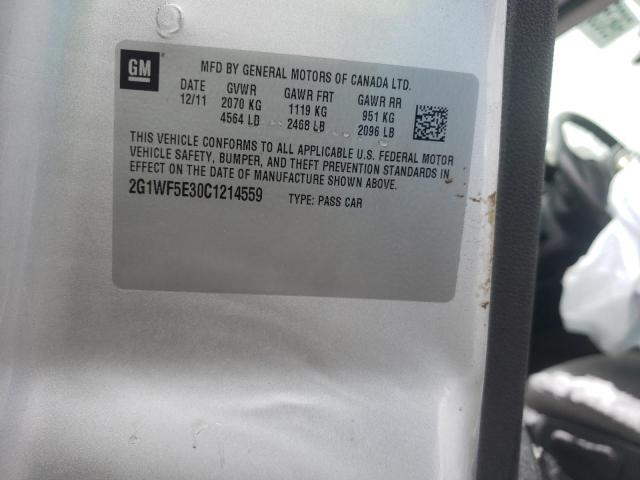 GM
MFD BY GENERAL MOTORS OF CANADA LTD.
DATE GVWR GAWR FRT GAWR RR
12/11 2070 KG 1119 KG 951 KG
4564 LB 2468 LB 2096 LB
THIS VEHICLE CONFORMS TO ALL APPLICABLE U.S. FEDERAL MOTOR
VEHICLE SAFETY, BUMPER, AND THEFT PREVENTION STANDARDS IN
EFFECT ON THE DATE OF MANUFACTURE SHOWN ABOVE.
2G1WF5E30C1214559 TYPE: PASS CAR